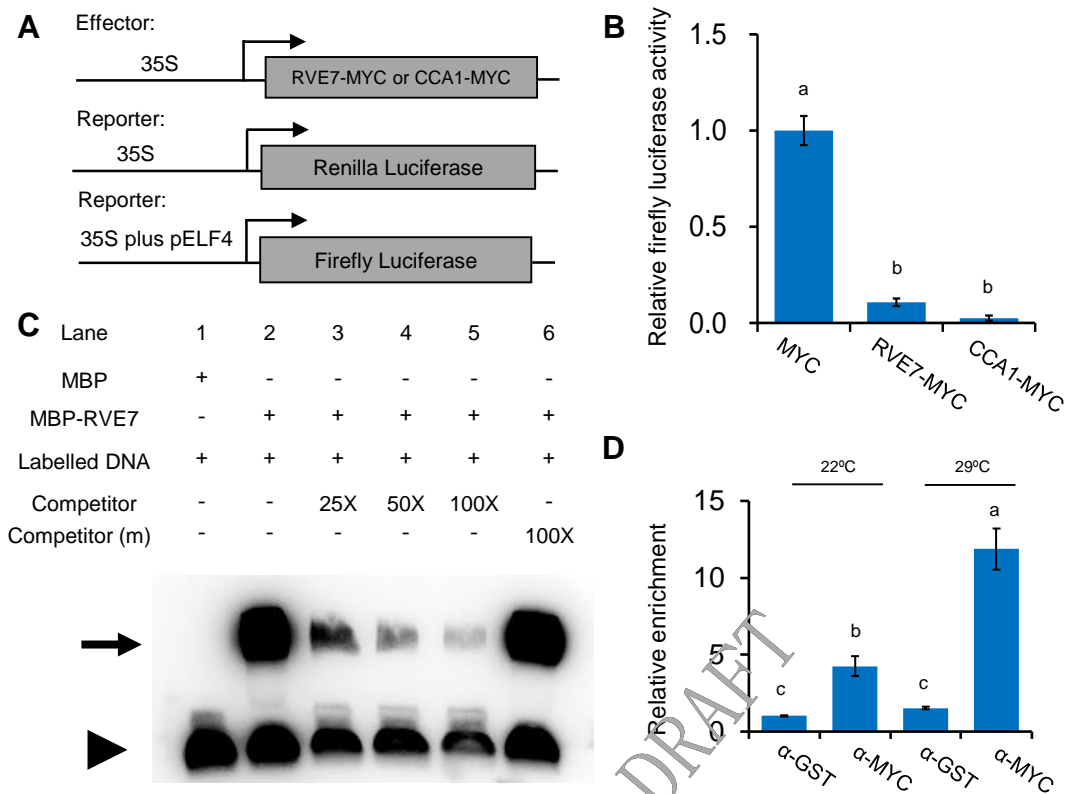 A
Effector:
35S
RVE7-MYC or CCA1-MYC
Reporter:
35S
Renilla Luciferase
Reporter:
35S plus pELF4
Firefly Luciferase
B
Relative firefly luciferase activity
1.5
1.0
0.5
0.0
a
b
b
MYC
RVE7-MYC
CCA1-MYC
C
Lane 1 2 3 4 5 6
MBP + - - - - -
MBP-RVE7 - + + + + +
Labelled DNA + + + + + +
Competitor - - 25X 50X 100X -
Competitor (m) - - - - - 100X
D
22ºC 29ºC
Relative enrichment
15
10
5
0
c
b
c
a
α-GST
α-MYC
α-GST
α-MYC
DRAFT